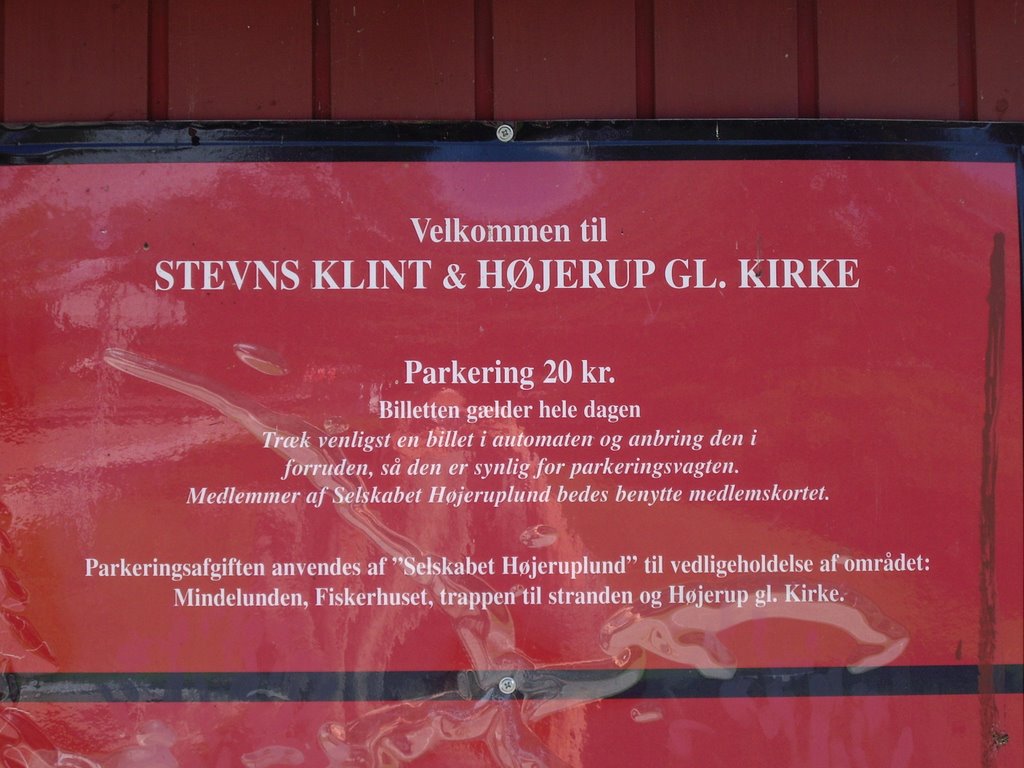 Velkommen til
STEVNS KLINT & HØJERUP GL. KIRKE
Parkering 20 kr.
Billetten gælder hele dagen
Træk venligst en billet i automaten og anbring den i
forruden, så den er synlig for parkeringsvagten.
Medlemmer af Selskabet Højeruplund bedes benytte medlemskortet.
Parkeringsafgiften anvendes af ”Selskabet Højeruplund” til vedligeholdelse af området:
Mindelunden, Fiskerhuset, trappen til stranden og Højerup gl. Kirke.